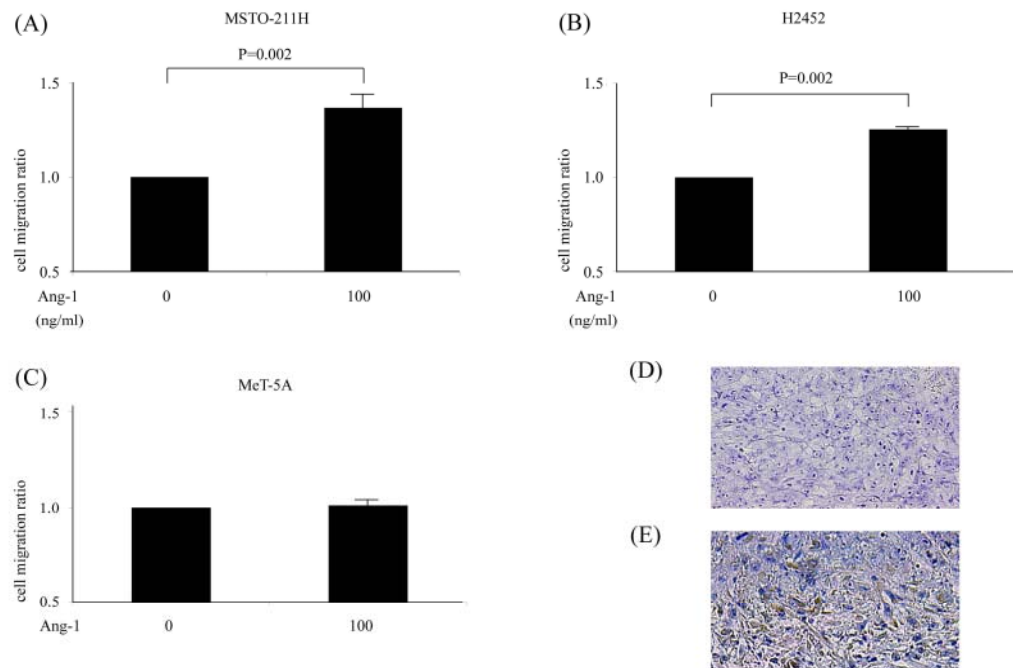 (A)
MSTO-211H
P=0.002
1.5
1.0
0.5
cell migration ratio
Ang-1 0 100
(ng/ml)
(B)
H2452
P=0.002
1.5
1.0
0.5
cell migration ratio
Ang-1 0 100
(ng/ml)
(C)
MeT-5A
1.5
1.0
0.5
cell migration ratio
Ang-1 0 100
(D)
(E)